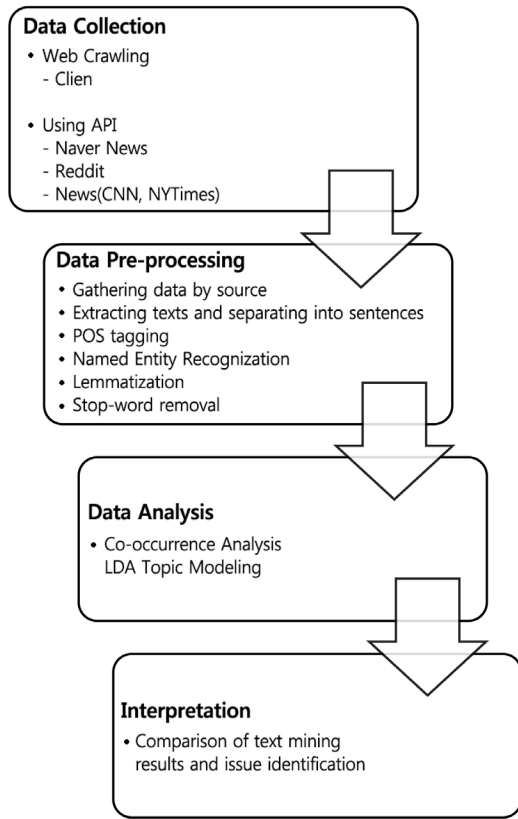 Data Collection
• Web Crawling
- Clien
• Using API
- Naver News
- Reddit
- News(CNN, NYTimes)
Data Pre-processing
• Gathering data by source
• Extracting texts and separating into sentences
• POS tagging
• Named Entity Recognization
• Lemmatization
• Stop-word removal
Data Analysis
• Co-occurrence Analysis
LDA Topic Modeling
Interpretation
• Comparison of text mining
results and issue identification